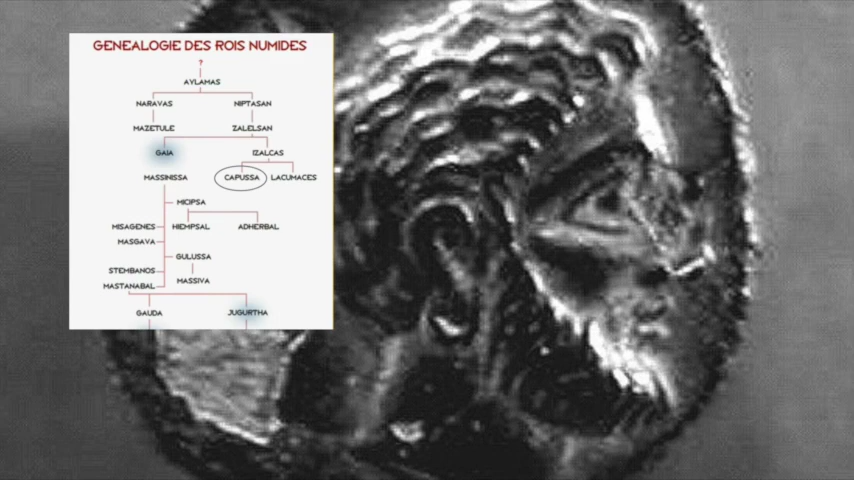 GENEALOGIE DES ROIS NUMIDES
?
AYLAMAS
NARAVAS NIPTASAN
MAZETULE ZALELSAN
GAIA IZALCAS
MASSINISSA CAPUSSA LACUMACES
MICIPSA
MISAGENES HIEMPSAL ADHERBAL
MASGAVA
GULUSSA
STEMBANOS
MASSIVA
MASTANABAL
GAUDA JUGURTHA